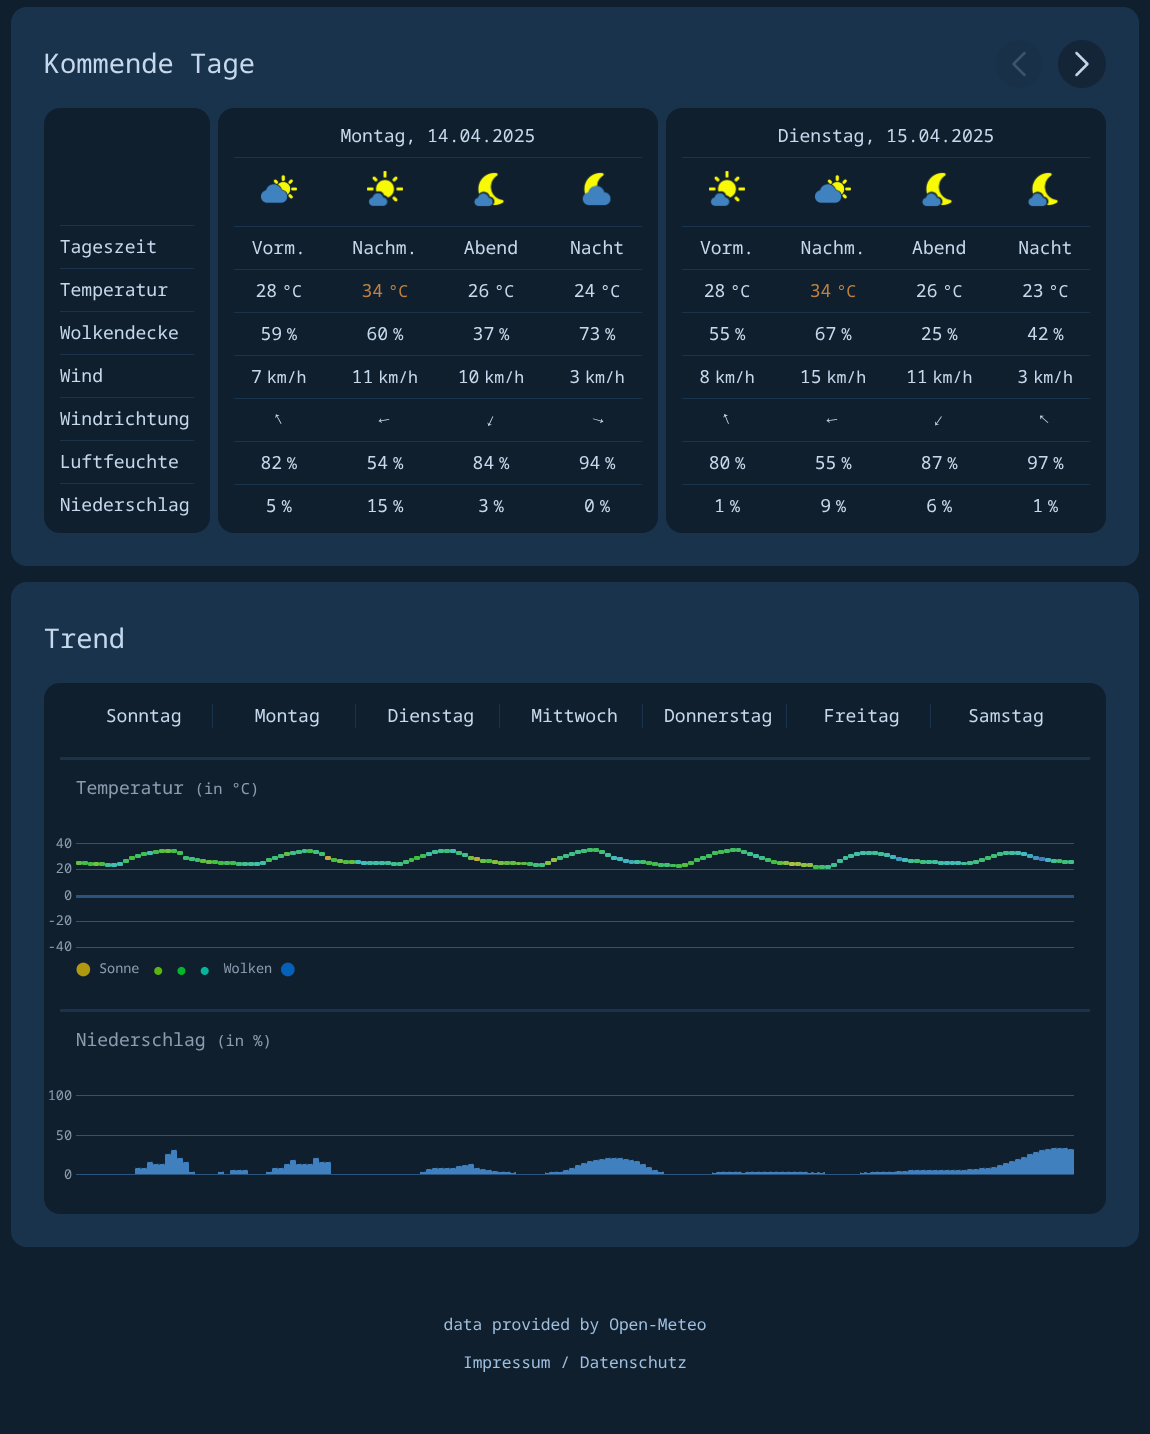 Kommende Tage
Montag, 14.04.2025 Dienstag, 15.04.2025
Tageszeit Vorm. Nachm. Abend Nacht Vorm. Nachm. Abend Nacht
Temperatur 28 °C 34 °C 26 °C 24 °C 28 °C 34 °C 26 °C 23 °C
Wolkendecke 59 % 60 % 37 % 73 % 55 % 67 % 25 % 42 %
Wind 7 km/h 11 km/h 10 km/h 3 km/h 8 km/h 15 km/h 11 km/h 3 km/h
Windrichtung
Luftfeuchte 82 % 54 % 84 % 94 % 80 % 55 % 87 % 97 %
Niederschlag 5 % 15 % 3 % 0 % 1 % 9 % 6 % 1 %
Trend
Sonntag Montag Dienstag Mittwoch Donnerstag Freitag Samstag
Temperatur (in °C)
40
20
0
-20
-40
Sonne Wolken
Niederschlag (in %)
100
50
0
data provided by Open-Meteo
Impressum / Datenschutz